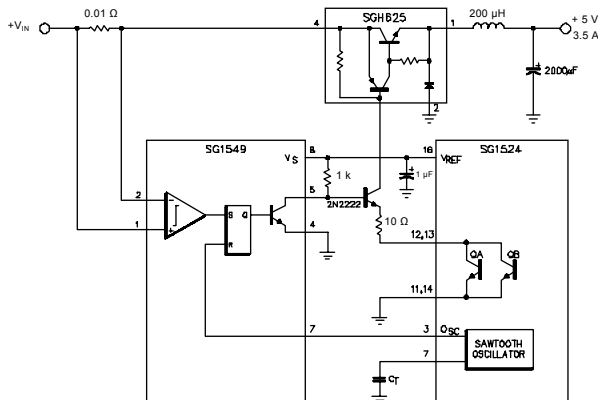 0.01 Ω
+VIN
4
SGH625
1
200 µH
+ 5 V
3.5 A
2000µF
2
SG1549
VS
8
16
VREF
SG1524
1 k
1 µF
2
5
2N2222
1
S
Q
R
4
10 Ω
12,13
QA
QB
11,14
7
3
OSC
SAWTOOTH
OSCILLATOR
7
CT